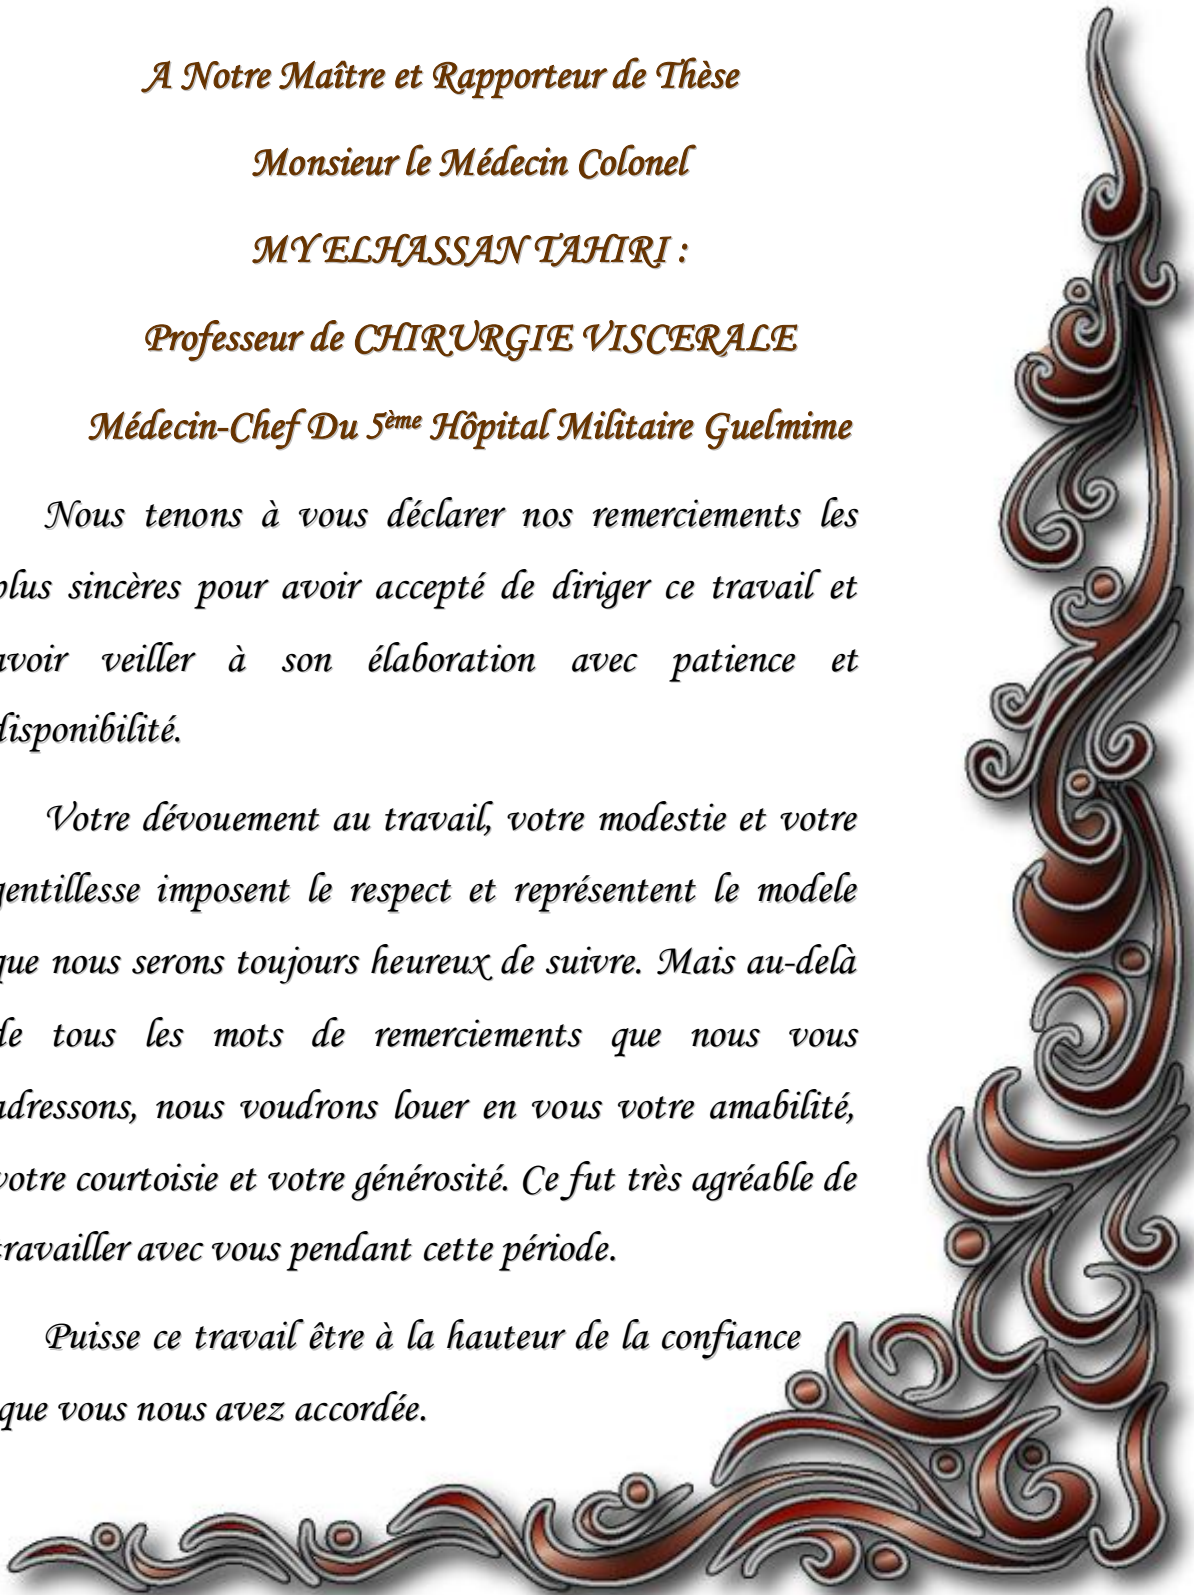 A Notre Maître et Rapporteur de Thèse
Monsieur le Médecin Colonel
MY ELHASSAN TAHIRI :
Professeur de CHIRURGIE VISCERALE
Médecin-Chef Du 5ème Hôpital Militaire Guelmime
Nous tenons à vous déclarer nos remerciements les
plus sincères pour avoir accepté de diriger ce travail et
avoir veiller à son élaboration avec patience et
disponibilité.
Votre dévouement au travail, votre modestie et votre
gentillesse imposent le respect et représentent le modele
que nous serons toujours heureux de suivre. Mais au-delà
de tous les mots de remerciements que nous vous
adressons, nous voudrons louer en vous votre amabilité,
votre courtoisie et votre générosité. Ce fut très agréable de
travailler avec vous pendant cette période.
Puisse ce travail être à la hauteur de la confiance
que vous nous avez accordée.